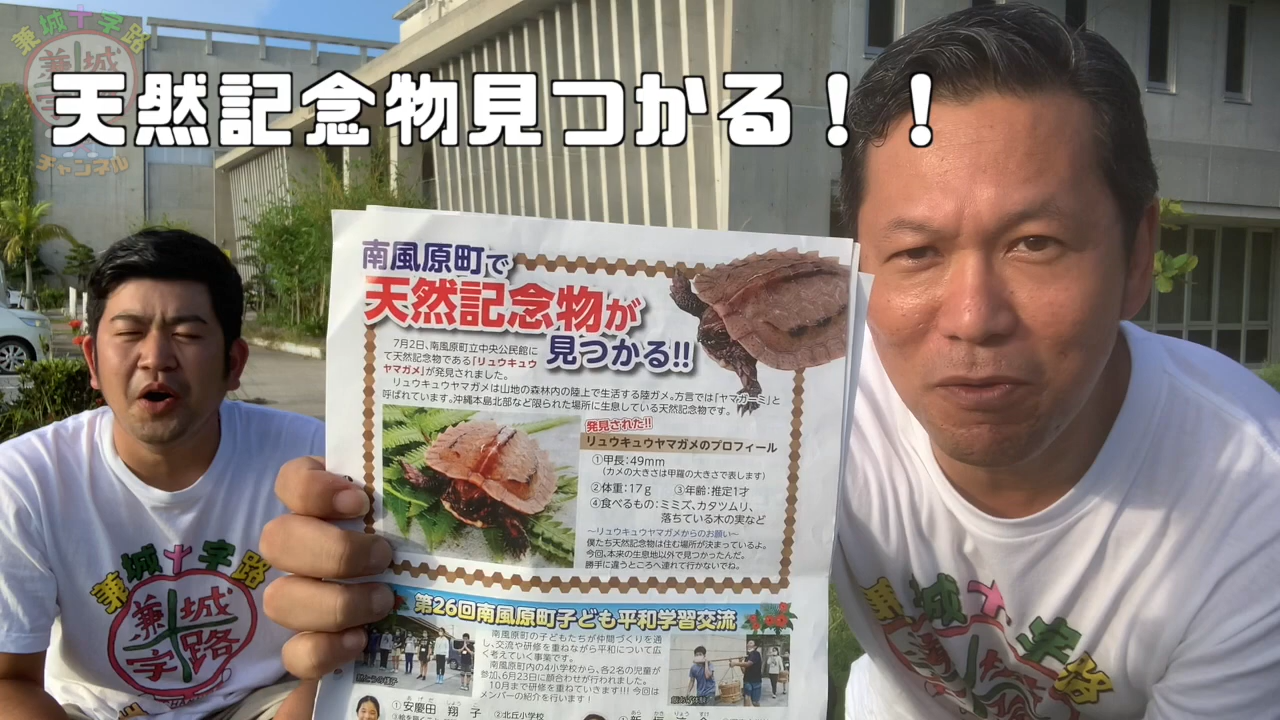 兼城十字路
兼城
十字路
チャンネル
天然記念物見つかる！！
南風原町で
天然記念物が
見つかる!!
7月2日、南風原町立中央公民館に
て天然記念物である「リュウキュウ
ヤマガメ」が発見されました。
リュウキュウヤマガメは山地の森林内の陸上で生活する陸ガメ。方言では「ヤマガーミ」と
呼ばれています。沖縄本島北部など限られた場所に生息している天然記念物です。
発見された!!
リュウキュウヤマガメのプロフィール
①甲長：49mm
（カメの大きさは甲羅の大きさで表します）
②体重：17g ③年齢：推定1才
④食べるもの：ミミズ、カタツムリ、
落ちている木の実など
～リュウキュウヤマガメからのお願い～
僕たち天然記念物は住む場所が決まっているよ。
今回、本来の生息地以外で見つかったんだ。
勝手に違うところへ連れて行かないでね。
第26回南風原町子ども平和学習交流
南風原町の子どもたちが仲間づくりを通
し、交流や研修を重ねながら平和について広
く考えていく事業です。
南風原町内の4小学校から、各2名の児童が
参加、6月23日に顔合わせが行われました。
10月まで研修を重ねていきます!!! 今回は
メンバーの紹介を行います！
①安慶田 翔子 ②北丘小学校
兼城十字路
兼城
十字路
兼城十字路